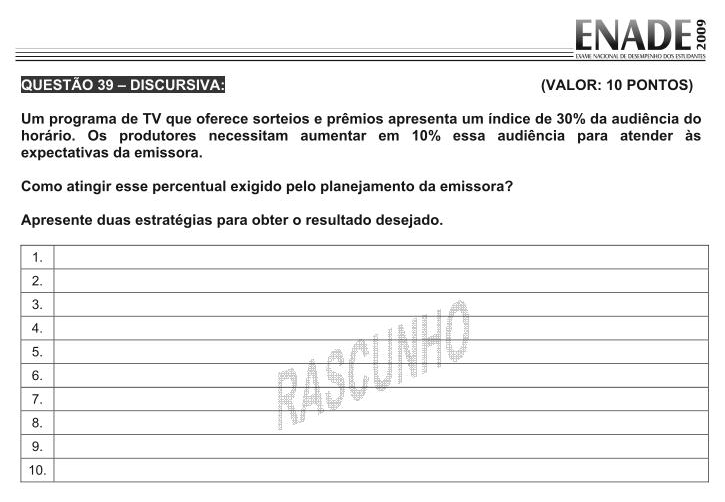 ENADE 2009
EXAME NACIONAL DE DESEMPENHO DOS ESTUDANTES
QUESTÃO 39 – DISCURSIVA:
(VALOR: 10 PONTOS)
Um programa de TV que oferece sorteios e prêmios apresenta um índice de 30% da audiência do
horário. Os produtores necessitam aumentar em 10% essa audiência para atender às
expectativas da emissora.
Como atingir esse percentual exigido pelo planejamento da emissora?
Apresente duas estratégias para obter o resultado desejado.
1.
2.
3.
4.
5.
6.
7.
8.
9.
10.
RASCUNHO